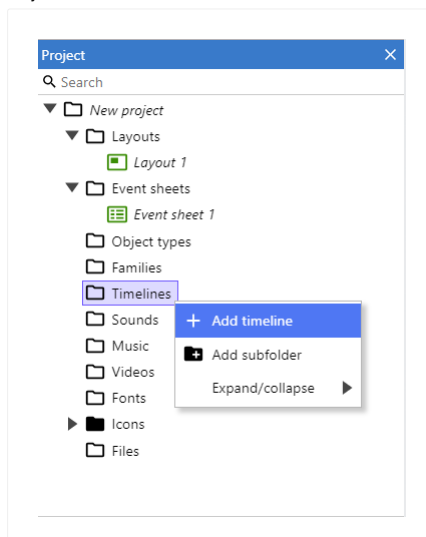 Project
Search
New project
Layouts
Layout 1
Event sheets
Event sheet 1
Object types
Families
Timelines
Sounds
Add timeline
Music
Add subfolder
Videos
Expand/collapse
Fonts
Icons
Files